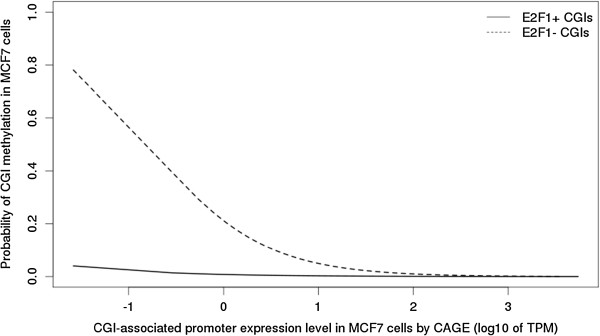 E2F1+ CGIs
E2F1- CGIs
Probability of CGI methylation in MCF7 cells
1.0
0.8
0.6
0.4
0.2
0.0
-1 0 1 2 3
CGI-associated promoter expression level in MCF7 cells by CAGE (log10 of TPM)